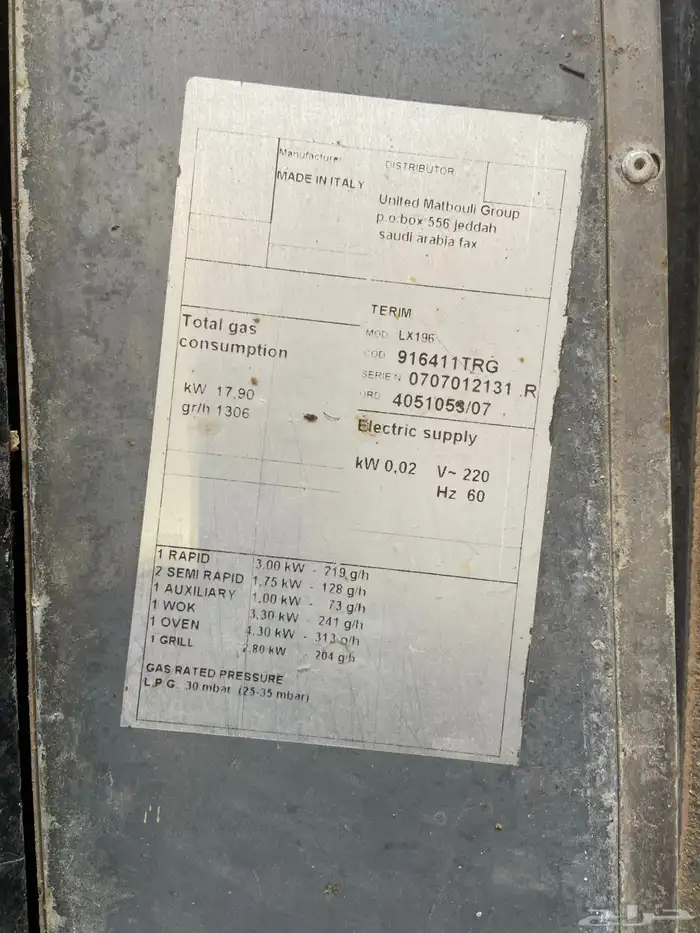 Manufacturer
MADE IN ITALY
DISTRIBUTOR
United Matbouli Group
p.o.box 556 jeddah
saudi arabia fax
TERIM
MOD LX196
COD 916411TRG
SERIE N 0707012131 .R
ORD 4051053/07
Total gas
consumption
kW 17,90
gr/h 1306
Electric supply
kW 0,02 V~ 220
Hz 60
1 RAPID 3,00 kW - 219 g/h
2 SEMI RAPID 1,75 kW - 128 g/h
1 AUXILIARY 1,00 kW - 73 g/h
1 WOK 3,30 kW - 241 g/h
1 OVEN 4,30 kW - 313 g/h
1 GRILL 2,80 kW - 204 g/h
GAS RATED PRESSURE
L.P.G. 30 mbar (25-35 mbar)
حراج